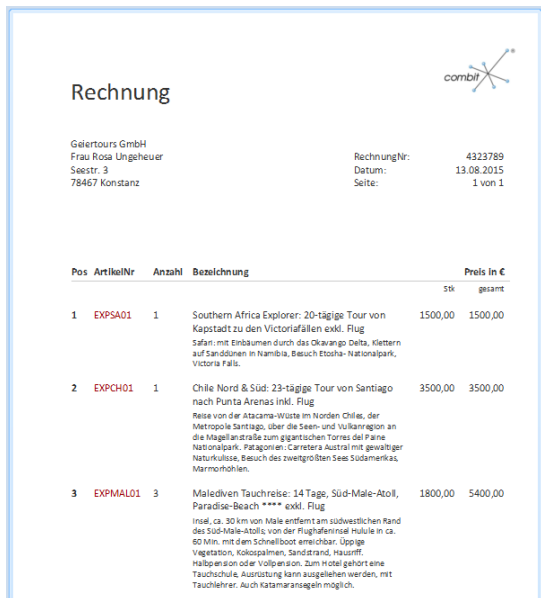 combit
Rechnung
Geiertours GmbH
Frau Rosa Ungeheuer
Seestr. 3
78467 Konstanz
RechnungNr: 4323789
Datum: 13.08.2015
Seite: 1 von 1
Pos ArtikelNr Anzahl Bezeichnung Preis in €
Stk gesamt
1 EXPSA01 1 Southern Africa Explorer: 20-tägige Tour von 1500,00 1500,00
Kapstadt zu den Victoriafällen exkl. Flug
Safari: mit Einbäumen durch das Okavango Delta, Klettern
auf Sanddünen in Namibia, Besuch Etosha- Nationalpark,
Victoria Falls.
2 EXPCH01 1 Chile Nord & Süd: 23-tägige Tour von Santiago 3500,00 3500,00
nach Punta Arenas inkl. Flug
Reise von der Atacama-Wüste im Norden Chiles, der
Metropole Santiago, über die Seen- und Vulkanregion an
die Magellanstraße zum gigantischen Torres del Paine
Nationalpark. Patagonien: Carretera Austral mit gewaltiger
Naturkulisse, Besuch des zweitgrößten Sees Südamerikas,
Marmorhöhlen.
3 EXPMAL01 3 Malediven Tauchreise: 14 Tage, Süd-Male-Atoll, 1800,00 5400,00
Paradise-Beach **** exkl. Flug
Insel, ca. 30 km von Male entfernt am südwestlichen Rand
des Süd-Male-Atolls; von der Flughafeninsel Hulule in ca.
60 Min. mit dem Schnellboot erreichbar. Üppige
Vegetation, Kokospalmen, Sandstrand, Hausriff.
Halbpension oder Vollpension. Zum Hotel gehört eine
Tauchschule, Ausrüstung kann ausgeliehen werden, mit
Tauchlehrer. Auch Katamaransegeln möglich.